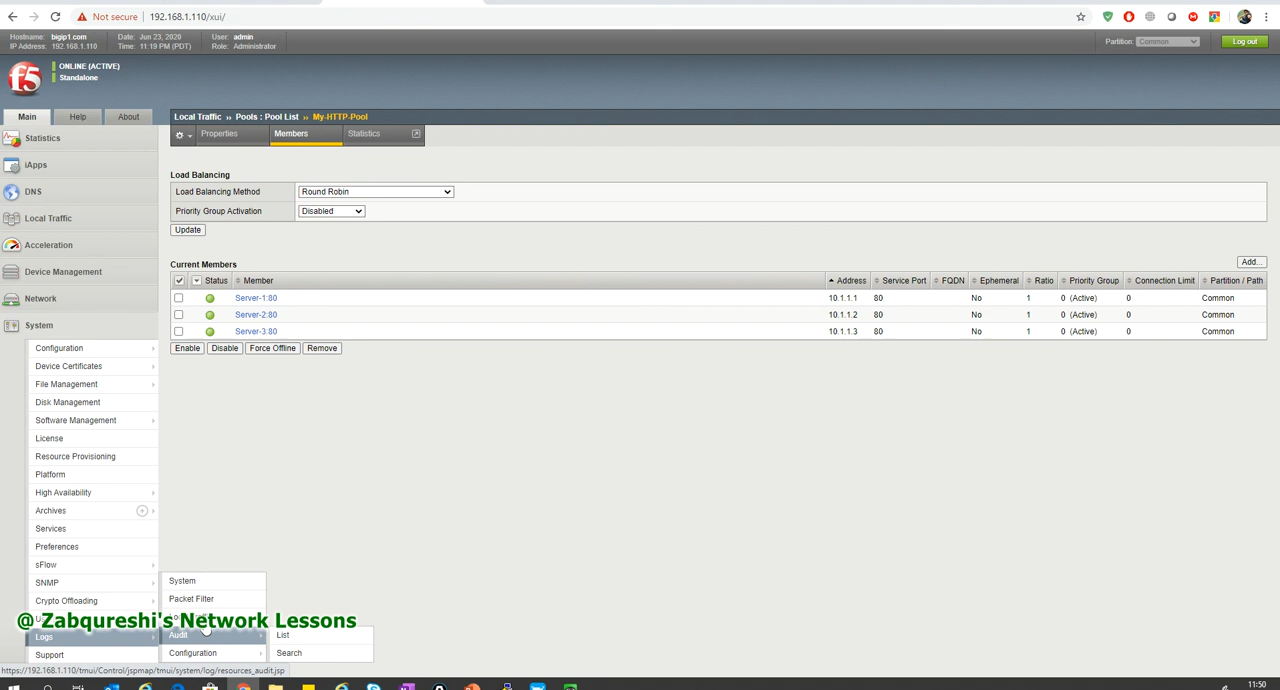 Not secure | 192.168.1.110/xui/
Hostname: bigip1.com Date: Jun 23, 2020 User: admin
IP Address: 192.168.1.110 Time: 11:19 PM (PDT) Role: Administrator
Partition: Common Log out
f5
ONLINE (ACTIVE)
Standalone
Main Help About
Local Traffic ›› Pools : Pool List ›› My-HTTP-Pool
Properties Members Statistics
Statistics
iApps
DNS
Local Traffic
Acceleration
Device Management
Network
System
Configuration
Device Certificates
File Management
Disk Management
Software Management
License
Resource Provisioning
Platform
High Availability
Archives
Services
Preferences
sFlow
SNMP
Crypto Offloading
Logs
Support
Load Balancing
Load Balancing Method Round Robin
Priority Group Activation Disabled
Update
Current Members Add...
Status Member Address Service Port FQDN Ephemeral Ratio Priority Group Connection Limit Partition / Path
Server-1:80 10.1.1.1 80 No 1 0 (Active) 0 Common
Server-2:80 10.1.1.2 80 No 1 0 (Active) 0 Common
Server-3:80 10.1.1.3 80 No 1 0 (Active) 0 Common
Enable Disable Force Offline Remove
System
Packet Filter
@ Zabqureshi's Network Lessons
Audit
Configuration
List
Search
https://192.168.1.110/tmui/Control/jspmap/tmui/system/log/resources_audit.jsp
11:50